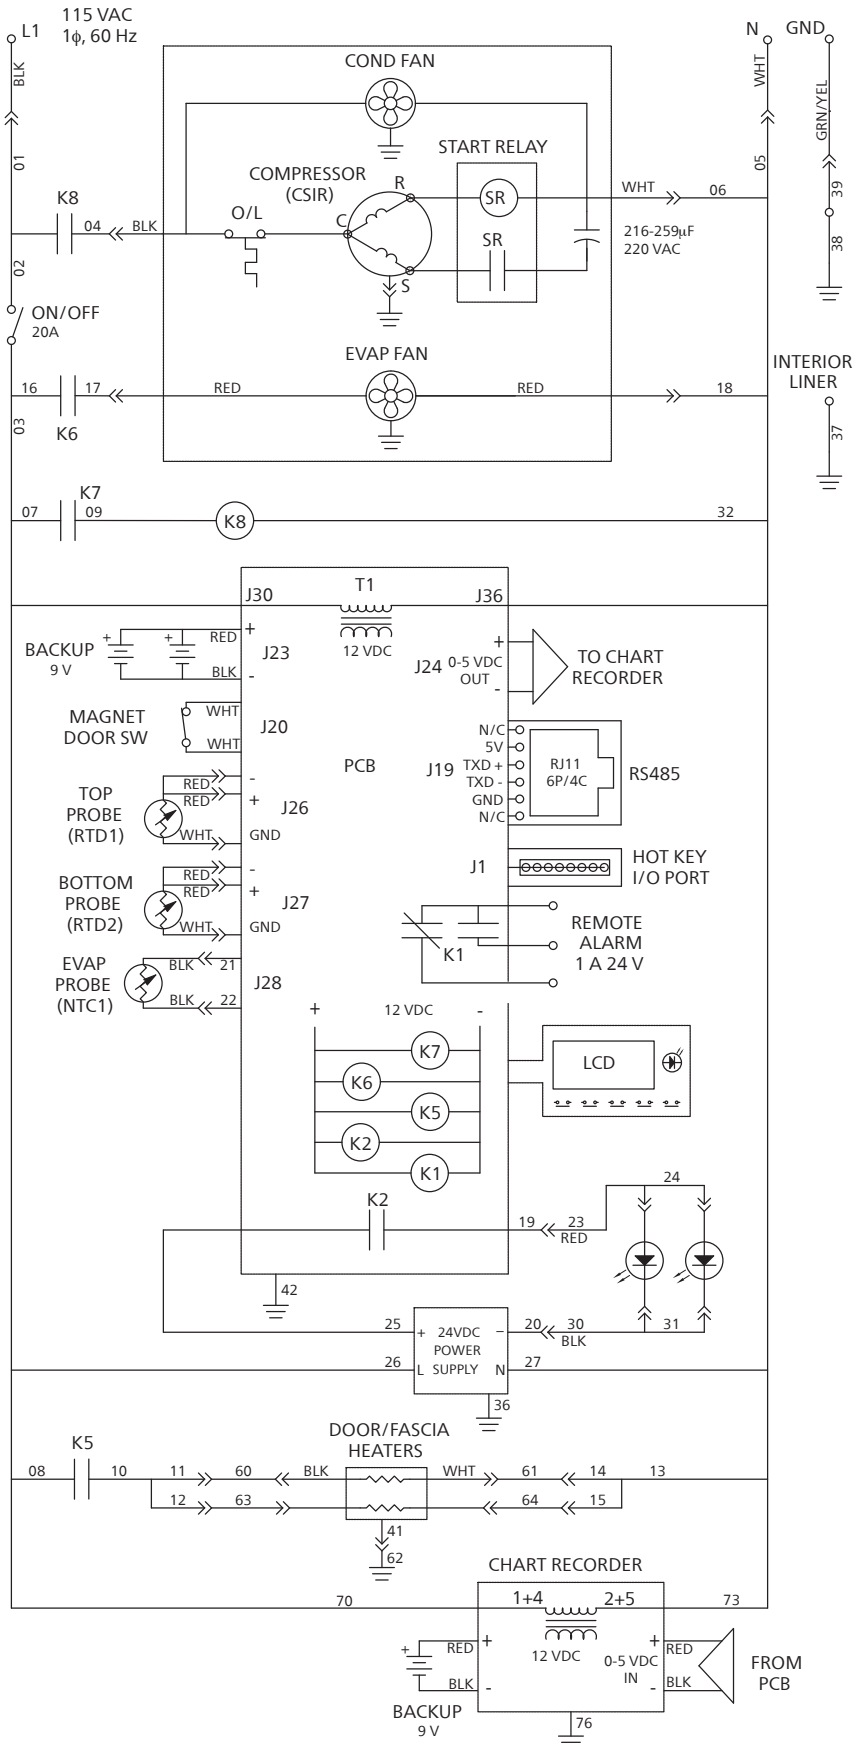 115 VAC
1ϕ, 60 Hz
L1
N
GND
BLK
WHT
GRN/YEL
COND FAN
START RELAY
COMPRESSOR
(CSIR)
R
SR
WHT
06
01
05
39
K8
04
BLK
O/L
C
SR
216-259µF
220 VAC
38
02
S
ON/OFF
20A
EVAP FAN
INTERIOR
LINER
16
17
RED
RED
18
03
K6
37
K7
07
09
K8
32
J30
T1
J36
12 VDC
BACKUP
9 V
+
+
RED
+
BLK
-
J23
J24
+
0-5 VDC
OUT
-
TO CHART
RECORDER
MAGNET
DOOR SW
WHT
WHT
J20
PCB
J19
N/C
5V
TXD +
TXD -
GND
N/C
RJ11
6P/4C
RS485
TOP
PROBE
(RTD1)
RED
RED
WHT
-
+
GND
J26
J1
HOT KEY
I/O PORT
BOTTOM
PROBE
(RTD2)
RED
RED
WHT
-
+
GND
J27
K1
REMOTE
ALARM
1 A 24 V
EVAP
PROBE
(NTC1)
BLK
21
BLK
22
J28
+
12 VDC
-
K7
K6
K5
K2
K1
LCD
K2
19
23
RED
24
42
25
+
24VDC
POWER
SUPPLY
−
20
30
BLK
31
26
L
N
27
36
DOOR/FASCIA
HEATERS
K5
08
10
11
60
BLK
WHT
61
14
13
12
63
64
15
41
62
CHART RECORDER
70
1+4
2+5
73
+
RED
+
12 VDC
+
0-5 VDC
IN
RED
BLK
-
-
BLK
FROM
PCB
BACKUP
9 V
76